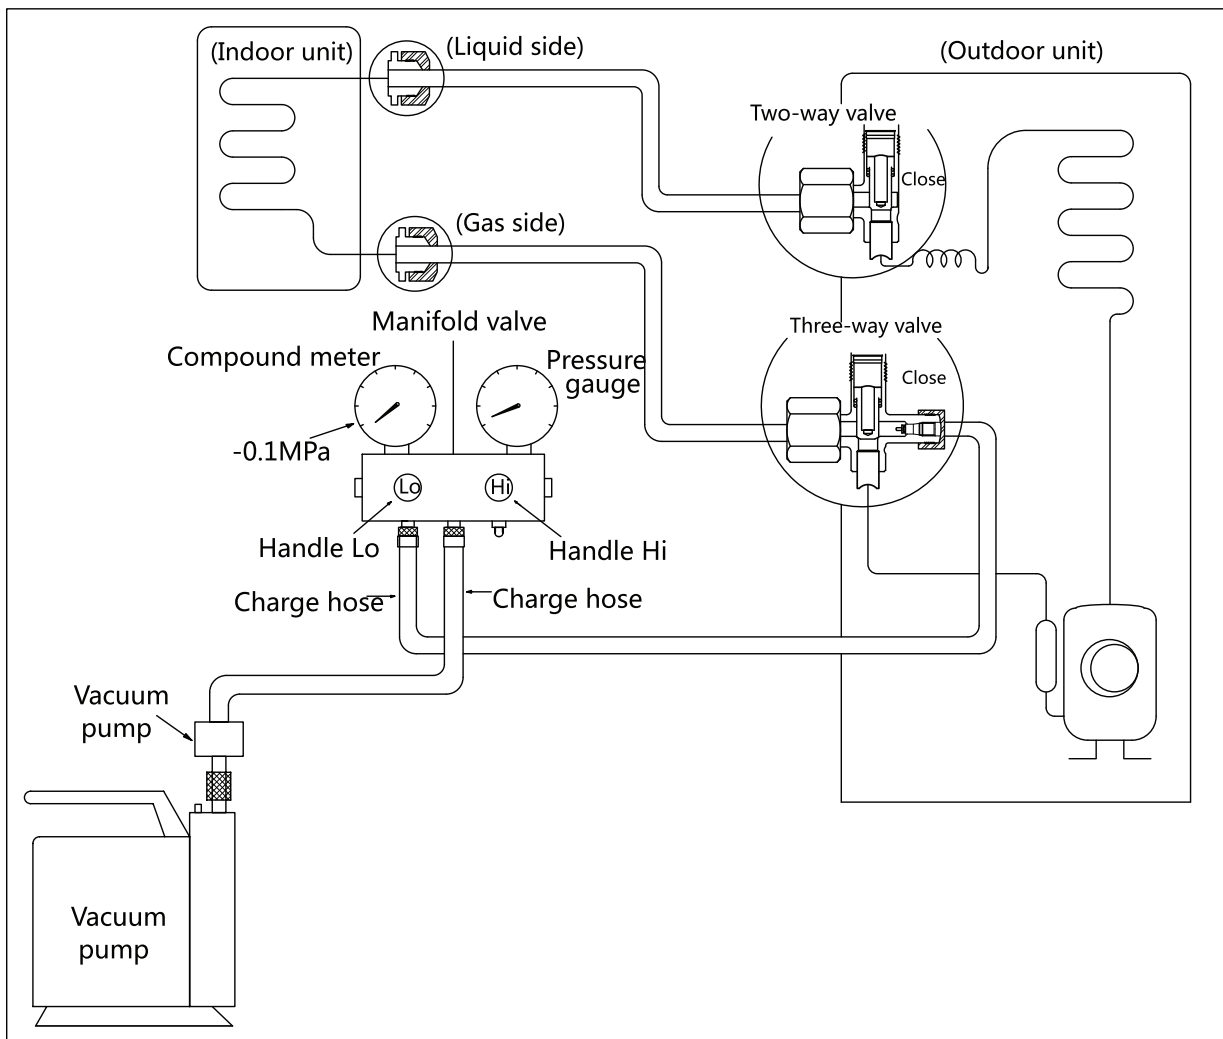 (Indoor unit)
(Liquid side)
(Outdoor unit)
Two-way valve
Close
(Gas side)
Manifold valve
Three-way valve
Compound meter
Pressure
gauge
Close
-0.1MPa
Lo
Hi
Handle Lo
Handle Hi
Charge hose
Charge hose
Vacuum
pump
Vacuum
pump